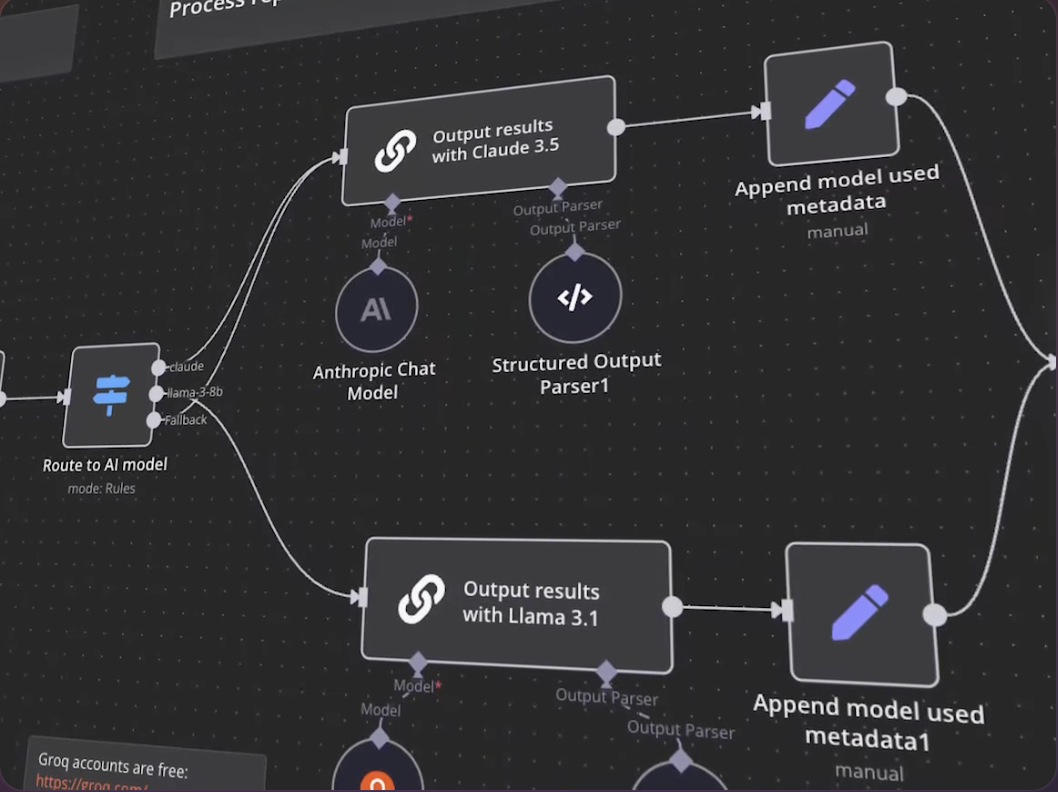 Process
Output results
with Claude 3.5
Model*
Model
Output Parser
Output Parser
Append model used
metadata
manual
Anthropic Chat
Model
Structured Output
Parser1
claude
llama-3-8b
Fallback
Route to AI model
mode: Rules
Output results
with Llama 3.1
Model*
Model
Output Parser
Output Parser
Append model used
metadata1
manual
Groq accounts are free:
https://groq.com/